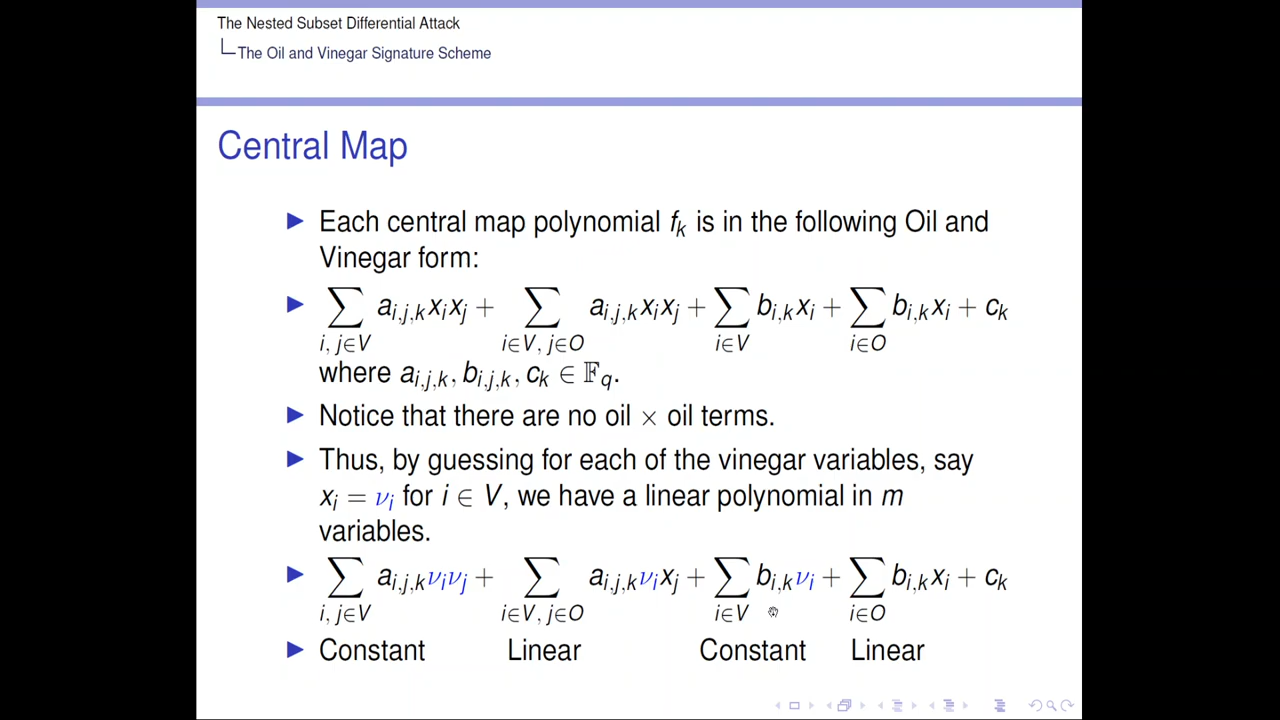 The Nested Subset Differential Attack
The Oil and Vinegar Signature Scheme
Central Map
▶ Each central map polynomial f_k is in the following Oil and
Vinegar form:
▶ ∑_{i, j∈V} a_{i,j,k}x_ix_j + ∑_{i∈V, j∈O} a_{i,j,k}x_ix_j + ∑_{i∈V} b_{i,k}x_i + ∑_{i∈O} b_{i,k}x_i + c_k
where a_{i,j,k}, b_{i,j,k}, c_k ∈ 𝔽_q.
▶ Notice that there are no oil × oil terms.
▶ Thus, by guessing for each of the vinegar variables, say
x_i = ν_i for i ∈ V, we have a linear polynomial in m
variables.
▶ ∑_{i, j∈V} a_{i,j,k}ν_iν_j + ∑_{i∈V, j∈O} a_{i,j,k}ν_ix_j + ∑_{i∈V} b_{i,k}ν_i + ∑_{i∈O} b_{i,k}x_i + c_k
▶ Constant Linear Constant Linear